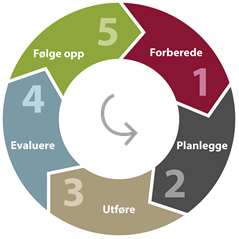 Forberede
1
Planlegge
2
Utføre
3
Evaluere
4
Følge opp
5